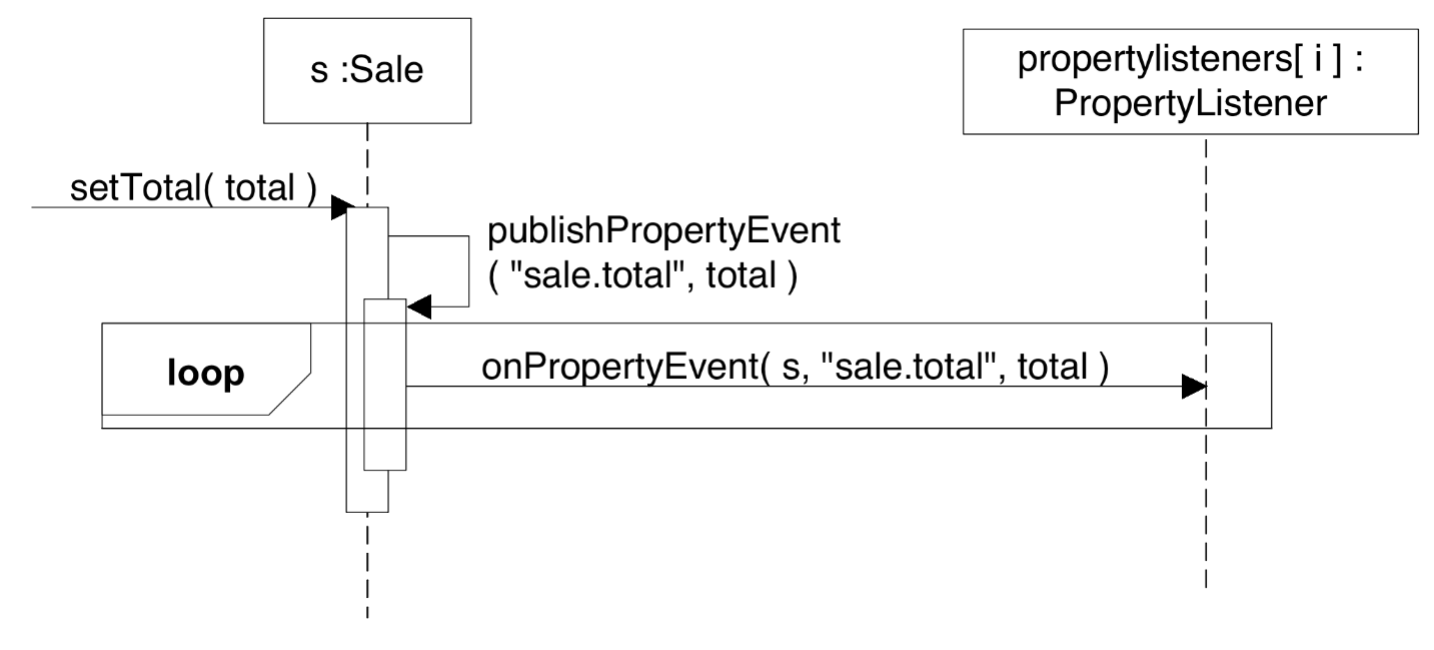 s :Sale
propertylisteners[ i ] :
PropertyListener
setTotal( total )
publishPropertyEvent
( "sale.total", total )
loop
onPropertyEvent( s, "sale.total", total )